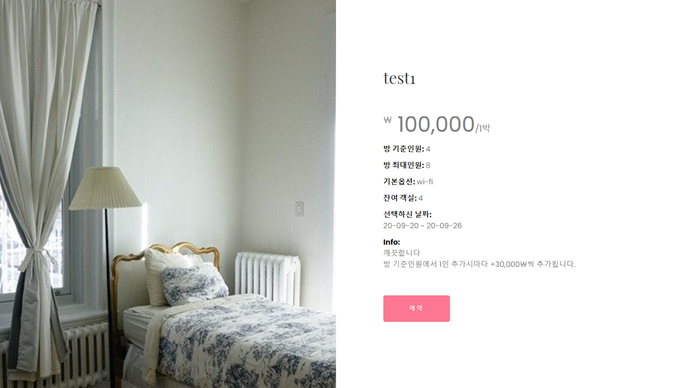 test1
₩ 100,000/1박
방 기준인원: 4
방 최대인원: 8
기본옵션: wi-fi
잔여 객실: 4
선택하신 날짜:
20-09-20 - 20-09-26
Info:
깨끗합니다
방 기준인원에서 1인 추가시마다 +30,000₩씩 추가됩니다.
예약